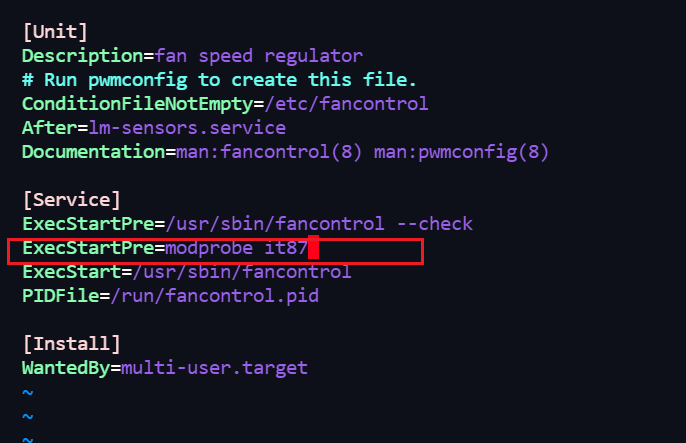 [Unit]
Description=fan speed regulator
# Run pwmconfig to create this file.
ConditionFileNotEmpty=/etc/fancontrol
After=lm-sensors.service
Documentation=man:fancontrol(8) man:pwmconfig(8)
[Service]
ExecStartPre=/usr/sbin/fancontrol --check
ExecStartPre=modprobe it87
ExecStart=/usr/sbin/fancontrol
PIDFile=/run/fancontrol.pid
[Install]
WantedBy=multi-user.target
~
~
~